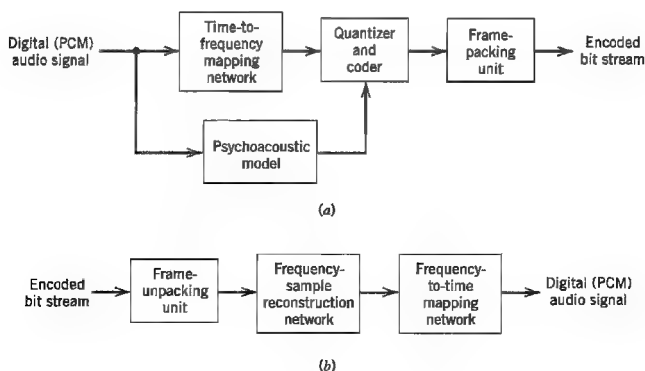 Digital (PCM)
audio signal
Time-to-
frequency
mapping
network
Quantizer
and
coder
Frame-
packing
unit
Encoded
bit stream
Psychoacoustic
model
(a)
Encoded
bit stream
Frame-
unpacking
unit
Frequency-
sample
reconstruction
network
Frequency-
to-time
mapping
network
Digital (PCM)
audio signal
(b)